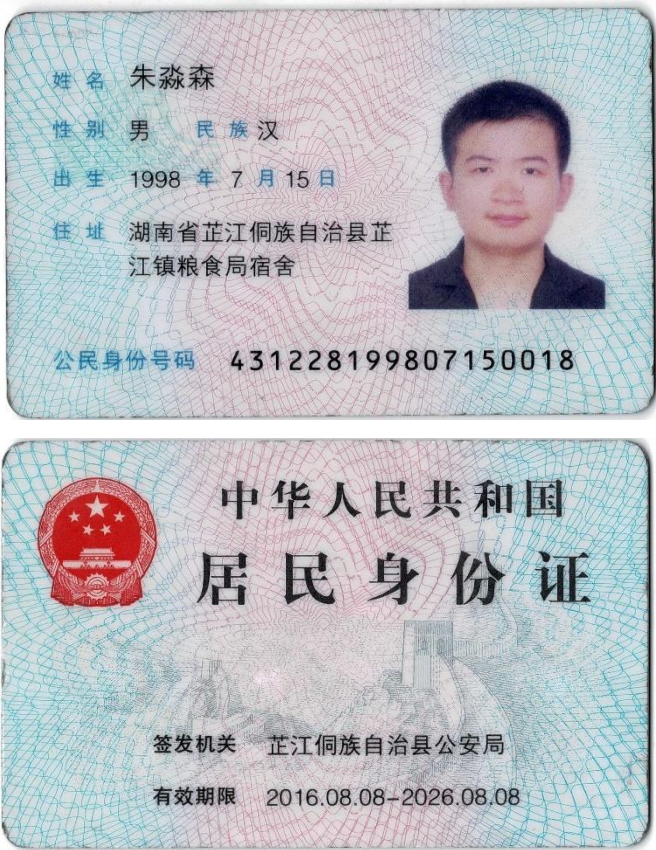 姓名 朱淼森
性别 男 民族 汉
出生 1998 年 7 月 15 日
住址 湖南省芷江侗族自治县芷
江镇粮食局宿舍
公民身份号码 431228199807150018
中华人民共和国
居民身份证
签发机关 芷江侗族自治县公安局
有效期限 2016.08.08-2026.08.08